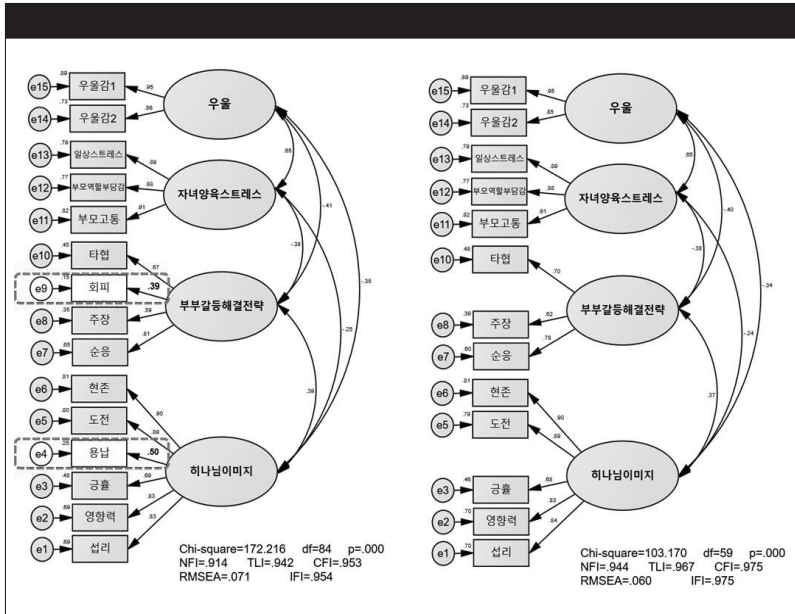 .89
e15 우울감1 .95
.73
e14 우울감2 .86
우울
.79
e13 일상스트레스 .89
.77
e12 부모역할부담감 .88
.82
e11 부모고통 .91
자녀양육스트레스
.45
e10 타협 .67
.15
e9 회피 .39
.35
e8 주장 .59
.65
e7 순응 .81
부부갈등해결전략
.81
e6 현존 .90
.80
e5 도전 .89
.25
e4 용납 .50
.48
e3 긍휼 .69
.69
e2 영향력 .83
.69
e1 섭리 .83
히나님이미지
.65
-.41
-.38
-.35
-.25
.39
Chi-square=172.216 df=84 p=.000
NFI=.914 TLI=.942 CFI=.953
RMSEA=.071 IFI=.954
.89
e15 우울감1 .95
.73
e14 우울감2 .85
우울
.79
e13 일상스트레스 .89
.77
e12 부모역할부담감 .88
.82
e11 부모고통 .91
자녀양육스트레스
.48
e10 타협 .70
.39
e8 주장 .62
.60
e7 순응 .78
부부갈등해결전략
.81
e6 현존 .90
.79
e5 도전 .89
.46
e3 긍휼 .68
.70
e2 영향력 .83
.70
e1 섭리 .84
히나님이미지
.65
-.40
-.38
-.34
-.24
.37
Chi-square=103.170 df=59 p=.000
NFI=.944 TLI=.967 CFI=.975
RMSEA=.060 IFI=.975